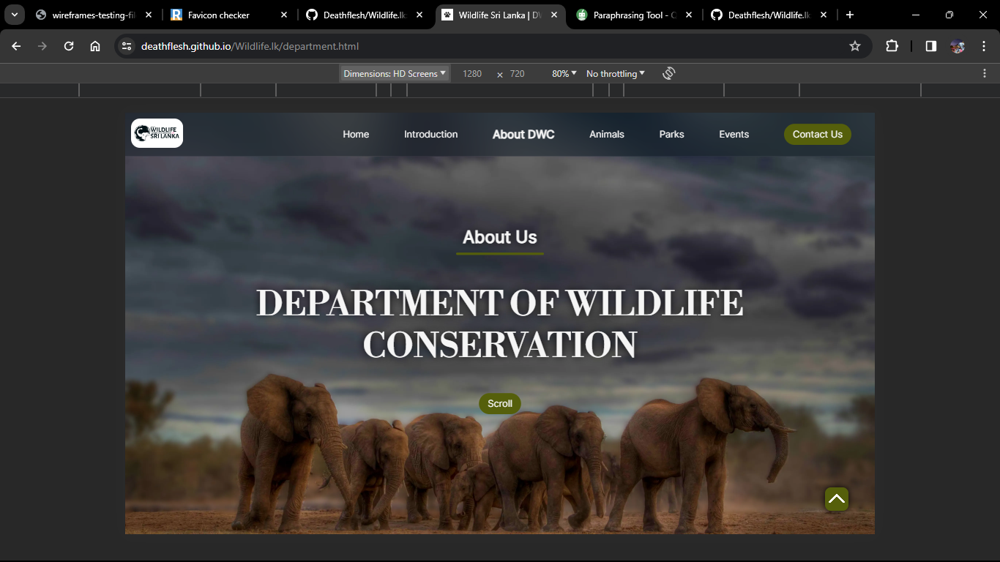 wireframes-testing-fil
Favicon checker
Deathflesh/Wildlife.lk
Wildlife Sri Lanka | DW
Paraphrasing Tool - C
Deathflesh/Wildlife.lk
deathflesh.github.io/Wildlife.lk/department.html
Dimensions: HD Screens 1280 × 720 80% No throttling
WILDLIFE
SRI LANKA
Home Introduction About DWC Animals Parks Events Contact Us
About Us
DEPARTMENT OF WILDLIFE
CONSERVATION
Scroll